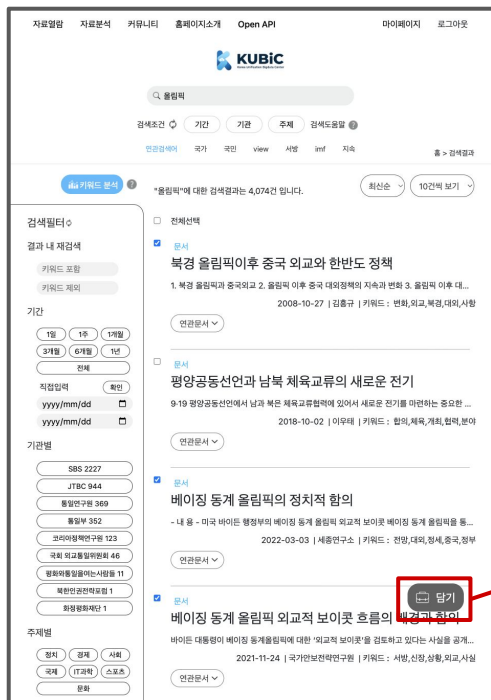 자료열람 자료분석 커뮤니티 홈페이지소개 Open API 마이페이지 로그아웃
KUBiC
올림픽
검색조건 기간 기관 주제 검색도움말 ?
연관검색어 국가 국민 view 서방 imf 지속
홈 > 검색결과
키워드 분석 ?
"올림픽"에 대한 검색결과는 4,074건 입니다.
최신순 10건씩 보기
검색필터
결과 내 재검색
키워드 포함
키워드 제외
기간
1일 1주 1개월
3개월 6개월 1년
전체
직접입력 확인
yyyy/mm/dd
yyyy/mm/dd
기관별
SBS 2227
JTBC 944
통일연구원 369
통일부 352
코리아정책연구원 123
국회 외교통일위원회 46
평화와통일을여는사람들 11
북한인권전략포럼 1
화정평화재단 1
주제별
정치 경제 사회
국제 IT과학 스포츠
문화
전체선택
문서
북경 올림픽이후 중국 외교와 한반도 정책
1. 북경 올림픽과 중국외교 2. 올림픽 이후 중국 대외정책의 지속과 변화 3. 올림픽 이후 대...
2008-10-27 | 김흥규 | 키워드 : 변화,외교,북경,대외,사항
연관문서
문서
평양공동선언과 남북 체육교류의 새로운 전기
9·19 평양공동선언에서 남과 북은 체육교류협력에 있어서 새로운 전기를 마련하는 중요한 ...
2018-10-02 | 이우태 | 키워드 : 합의,체육,개최,협력,분야
연관문서
문서
베이징 동계 올림픽의 정치적 함의
- 내 용 - 미국 바이든 행정부의 베이징 동계 올림픽 외교적 보이콧 베이징 동계 올림픽을 통...
2022-03-03 | 세종연구소 | 키워드 : 전망,대외,정세,중국,정부
연관문서
문서
담기
베이징 동계 올림픽 외교적 보이콧 흐름의 배경과 함의
바이든 대통령이 베이징 동계올림픽에 대한 '외교적 보이콧'을 검토하고 있다는 사실을 공개...
2021-11-24 | 국가안보전략연구원 | 키워드 : 서방,신장,상황,외교,사실
연관문서